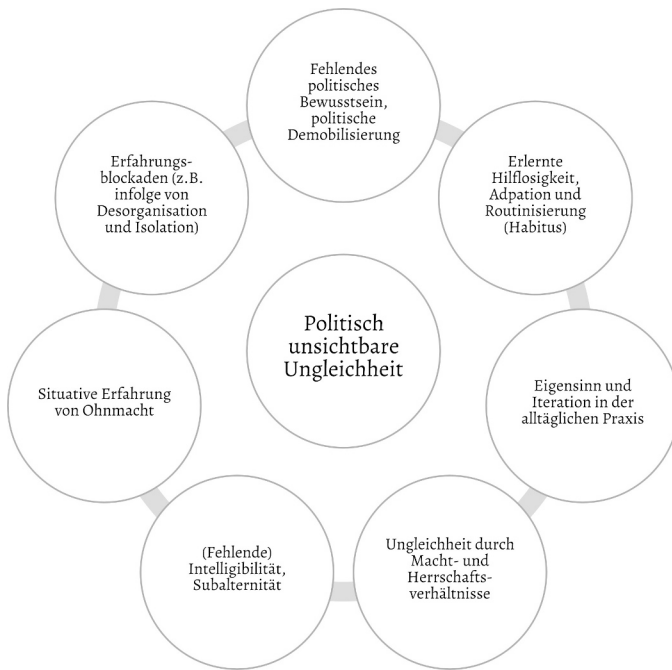 Fehlendes
politisches
Bewusstsein,
politische
Demobilisierung
Erfahrungs-
blockaden (z.B.
infolge von
Desorganisation
und Isolation)
Erlernte
Hilflosigkeit,
Adpation und
Routinisierung
(Habitus)
Politisch
unsichtbare
Ungleichheit
Situative Erfahrung
von Ohnmacht
Eigensinn und
Iteration in der
alltäglichen Praxis
(Fehlende)
Intelligibilität,
Subalternität
Ungleichheit durch
Macht- und
Herrschafts-
verhältnisse